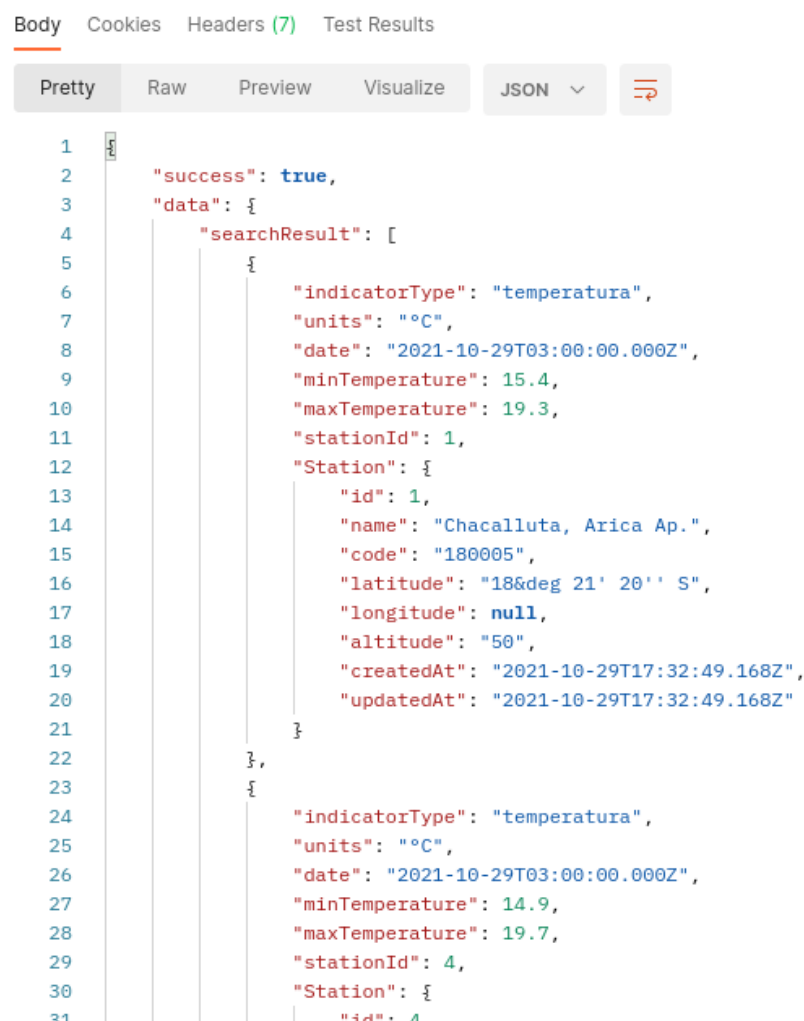 Body Cookies Headers (7) Test Results
Pretty Raw Preview Visualize JSON
1 {
2 "success": true,
3 "data": {
4 "searchResult": [
5 {
6 "indicatorType": "temperatura",
7 "units": "°C",
8 "date": "2021-10-29T03:00:00.000Z",
9 "minTemperature": 15.4,
10 "maxTemperature": 19.3,
11 "stationId": 1,
12 "Station": {
13 "id": 1,
14 "name": "Chacalluta, Arica Ap.",
15 "code": "180005",
16 "latitude": "18&deg 21' 20'' S",
17 "longitude": null,
18 "altitude": "50",
19 "createdAt": "2021-10-29T17:32:49.168Z",
20 "updatedAt": "2021-10-29T17:32:49.168Z"
21 }
22 },
23 {
24 "indicatorType": "temperatura",
25 "units": "°C",
26 "date": "2021-10-29T03:00:00.000Z",
27 "minTemperature": 14.9,
28 "maxTemperature": 19.7,
29 "stationId": 4,
30 "Station": {
31 "id": 4